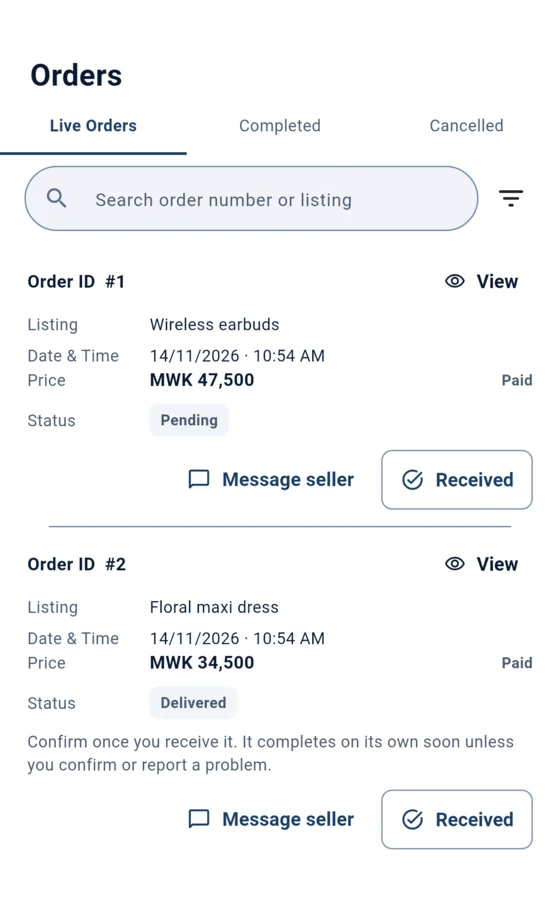 Orders
Live Orders Completed Cancelled
Search order number or listing
Order ID #1 View
Listing Wireless earbuds
Date & Time 14/11/2026 · 10:54 AM
Price MWK 47,500 Paid
Status Pending
Message seller Received
Order ID #2 View
Listing Floral maxi dress
Date & Time 14/11/2026 · 10:54 AM
Price MWK 34,500 Paid
Status Delivered
Confirm once you receive it. It completes on its own soon unless
you confirm or report a problem.
Message seller Received